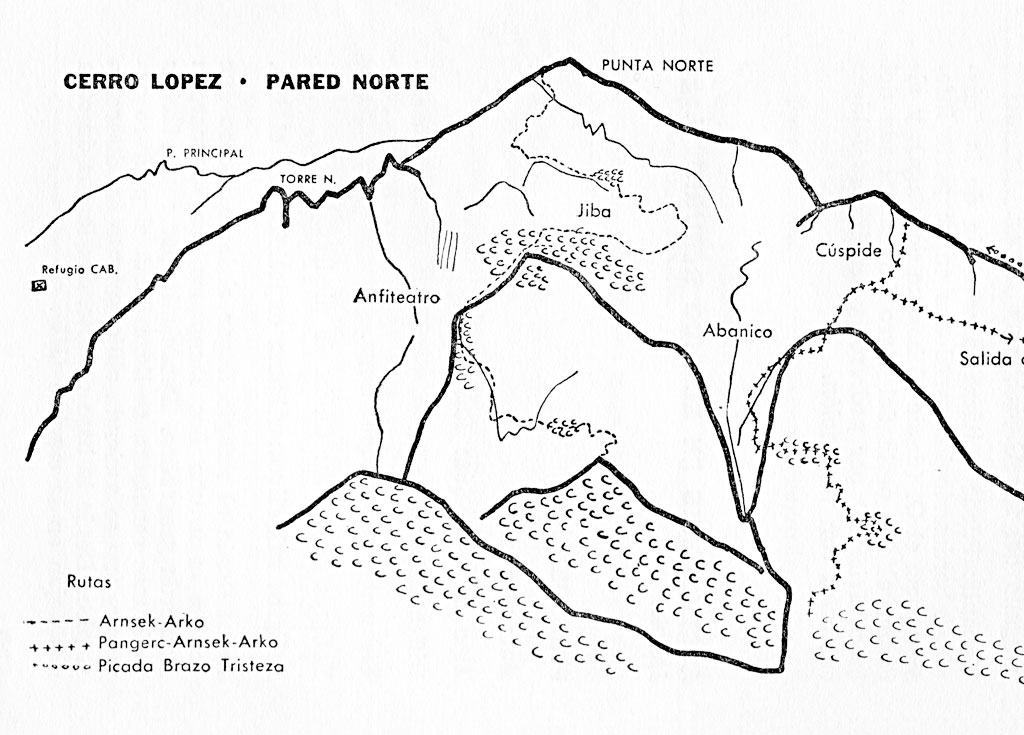 CERRO LOPEZ • PARED NORTE
PUNTA NORTE
P. PRINCIPAL
TORRE N.
Jiba
Refugio CAB.
Cúspide
Anfiteatro
Abanico
Salida
Rutas
Arnsek-Arko
Pangerc-Arnsek-Arko
Picada Brazo Tristeza